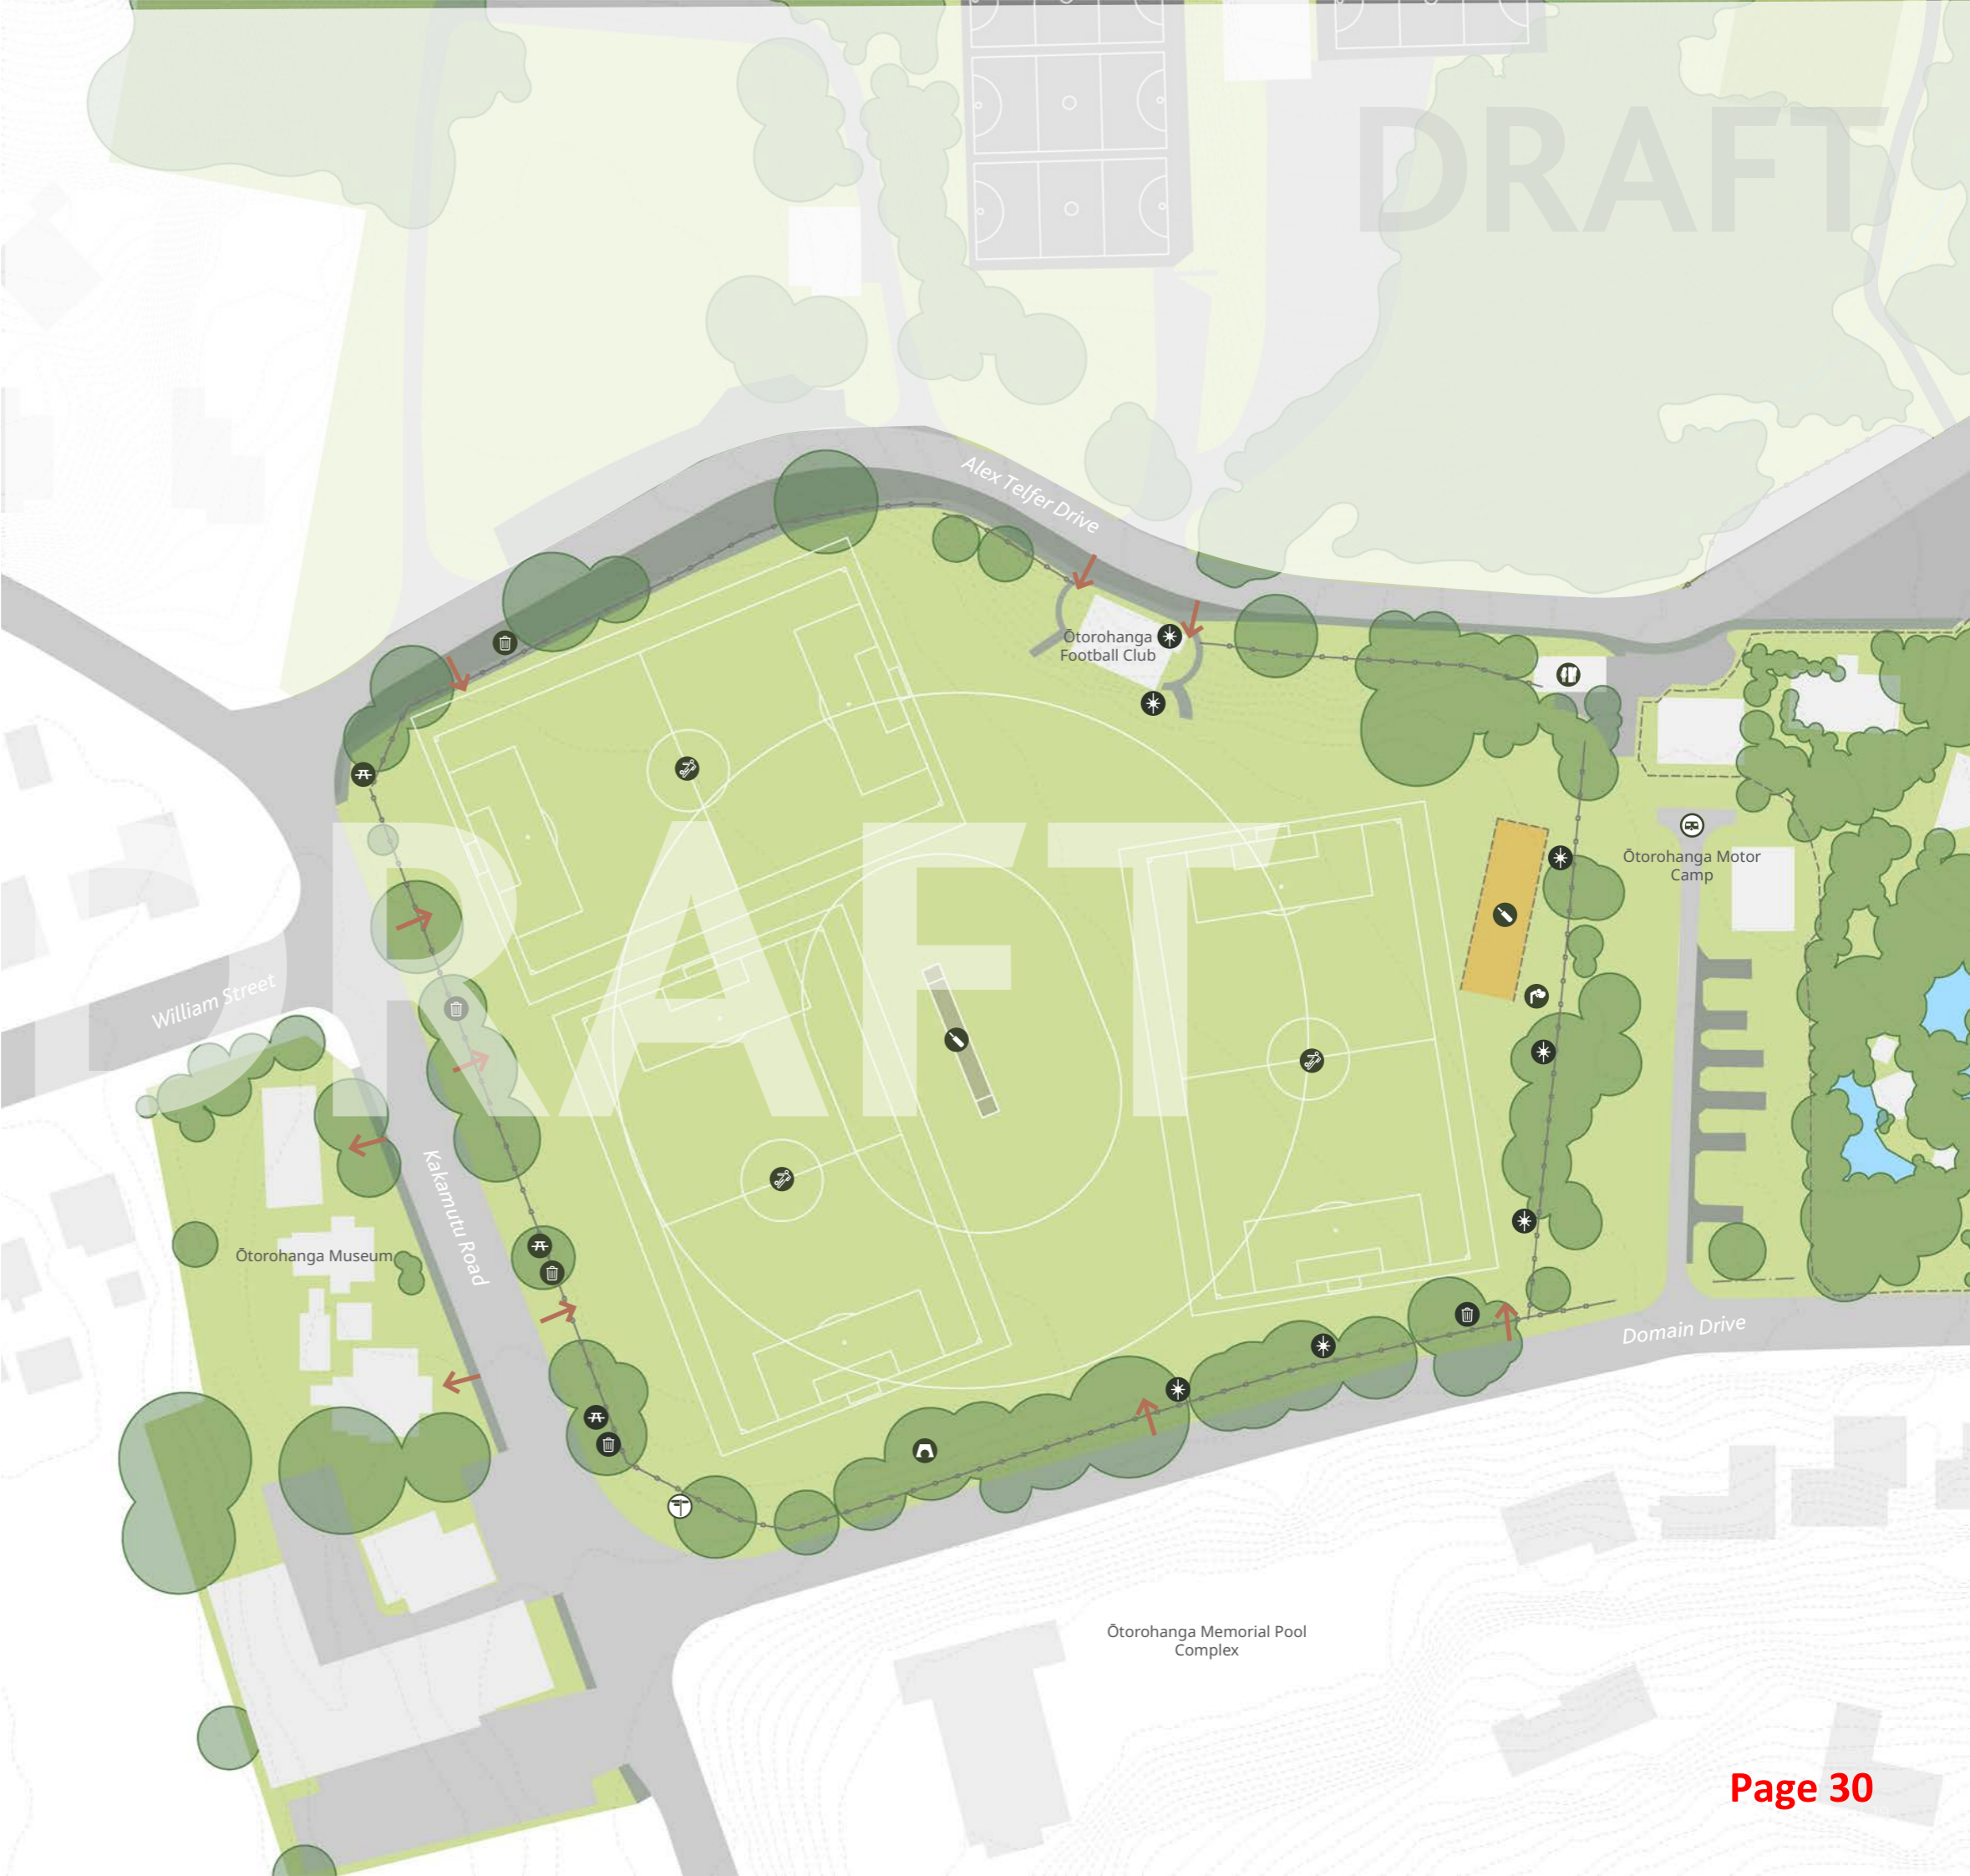 DRAFT
Alex Telfer Drive
Ōtorohanga
Football Club
Ōtorohanga Motor
Camp
DRAFT
William Street
Kakamutu Road
Ōtorohanga Museum
Domain Drive
Ōtorohanga Memorial Pool
Complex
Page 30